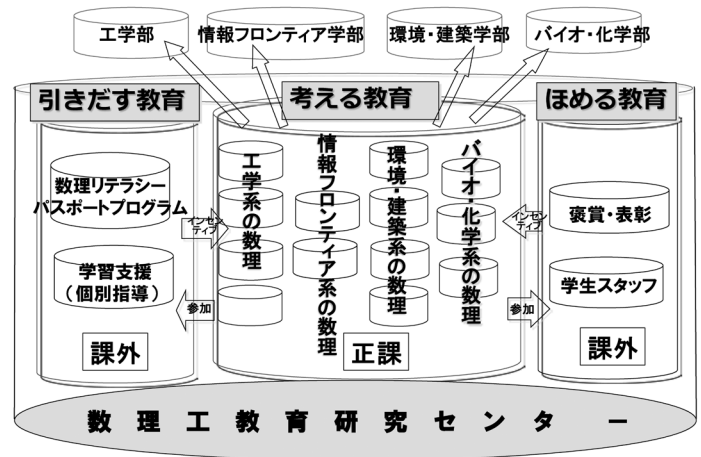 工学部
情報フロンティア学部
環境・建築学部
バイオ・化学部
引きだす教育
考える教育
ほめる教育
数理リテラシー
パスポートプログラム
学習支援
(個別指導)
課外
インセン
ティブ
参加
工学系の数理
情報フロンティア系の数理
環境・建築系の数理
バイオ・化学系の数理
正課
インセン
ティブ
参加
褒賞・表彰
学生スタッフ
課外
数理工教育研究センター